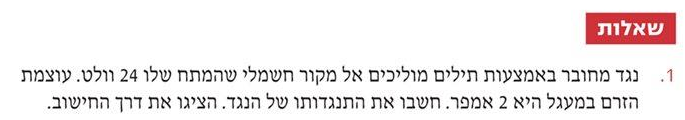 שאלות
1. נגד מחובר באמצעות תילים מוליכים אל מקור חשמלי שהמתח שלו 24 וולט. עוצמת
הזרם במעגל היא 2 אמפר. חשבו את התנגדותו של הנגד. הציגו את דרך החישוב.